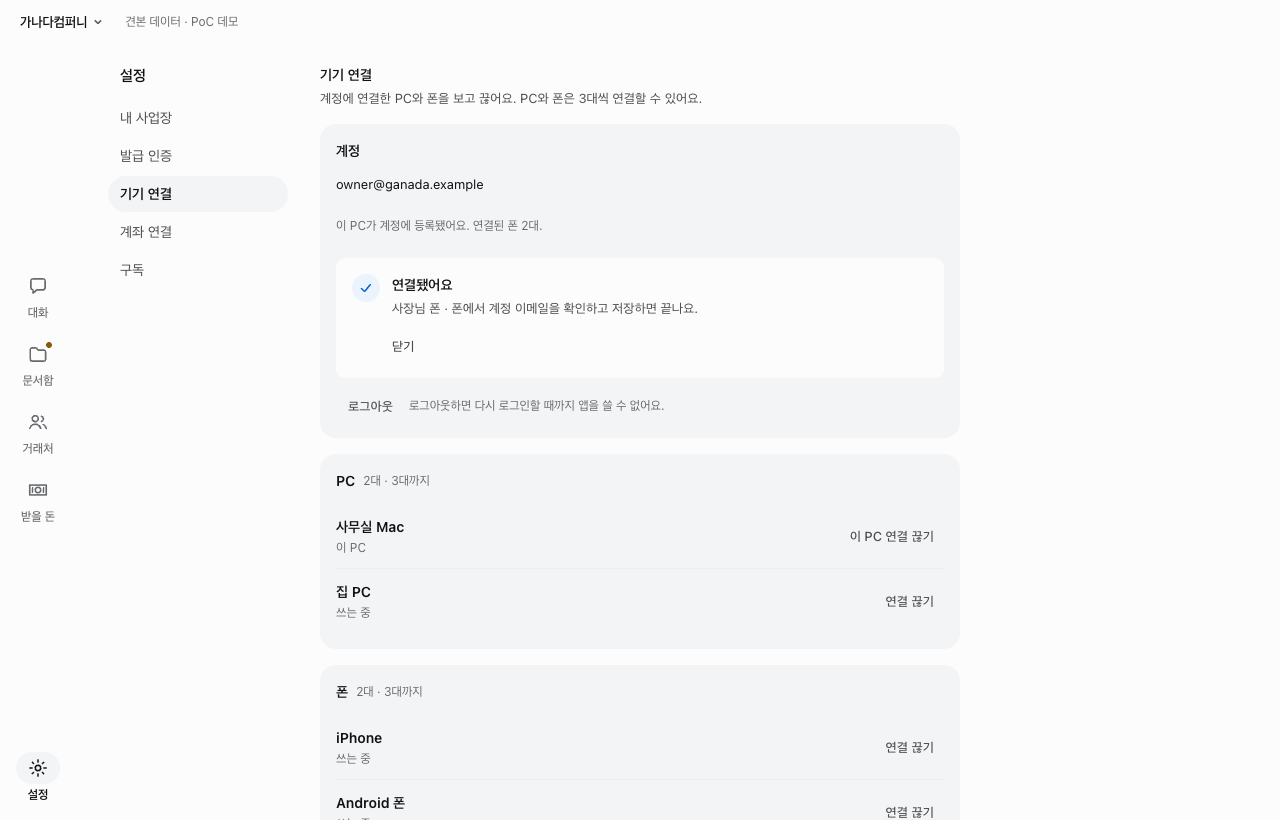 가나다컴퍼니
견본 데이터 · PoC 데모
설정
내 사업장
발급 인증
기기 연결
계좌 연결
구독
대화
문서함
거래처
받을 돈
설정
기기 연결
계정에 연결한 PC와 폰을 보고 끊어요. PC와 폰은 3대씩 연결할 수 있어요.
계정
owner@ganada.example
이 PC가 계정에 등록됐어요. 연결된 폰 2대.
연결됐어요
사장님 폰 · 폰에서 계정 이메일을 확인하고 저장하면 끝나요.
닫기
로그아웃 로그아웃하면 다시 로그인할 때까지 앱을 쓸 수 없어요.
PC 2대 · 3대까지
사무실 Mac
이 PC
이 PC 연결 끊기
집 PC
쓰는 중
연결 끊기
폰 2대 · 3대까지
iPhone
쓰는 중
연결 끊기
Android 폰
연결 끊기